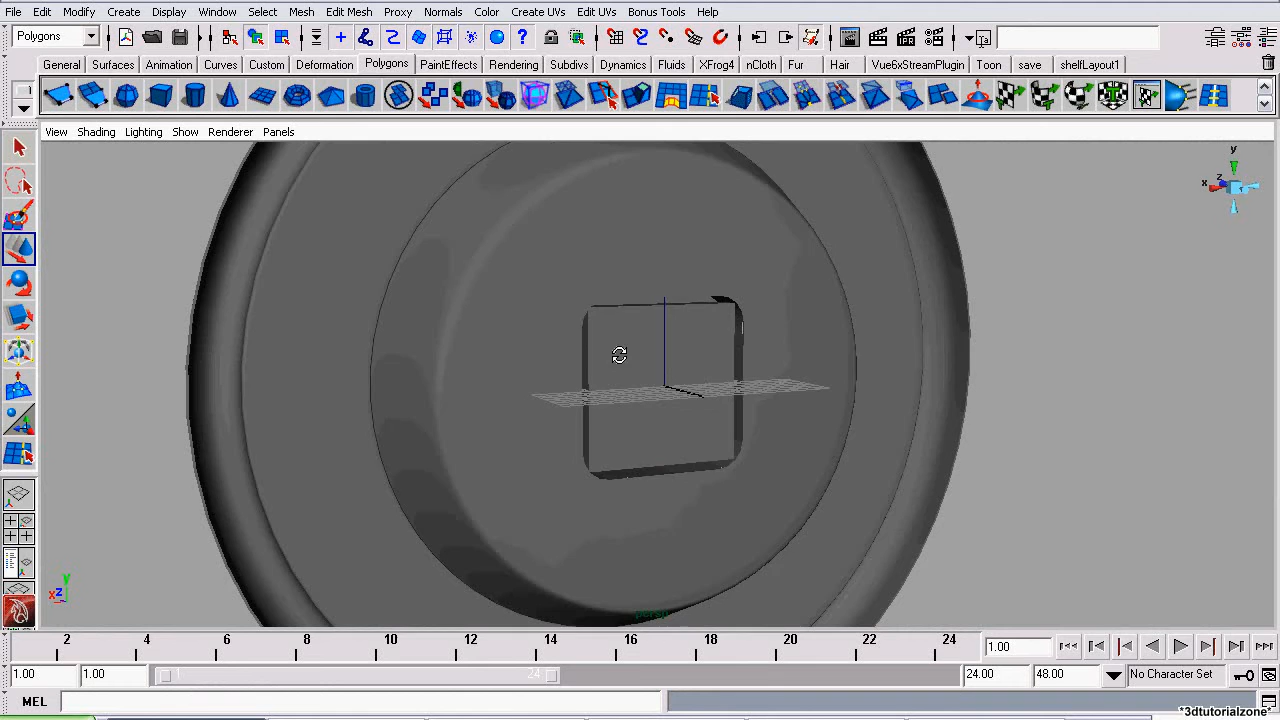 File Edit Modify Create Display Window Select Mesh Edit Mesh Proxy Normals Color Create UVs Edit UVs Bonus Tools Help
Polygons
General Surfaces Animation Curves Custom Deformation Polygons PaintEffects Rendering Subdivs Dynamics Fluids XFrog4 nCloth Fur Hair Vue6xStreamPlugin Toon save shelfLayout1
View Shading Lighting Show Renderer Panels
y
x z
y
x z
persp
2 4 6 8 10 12 14 16 18 20 22 24
1.00
1.00 1.00 1 24 24.00 48.00 No Character Set
MEL
*3dtutorialzone*